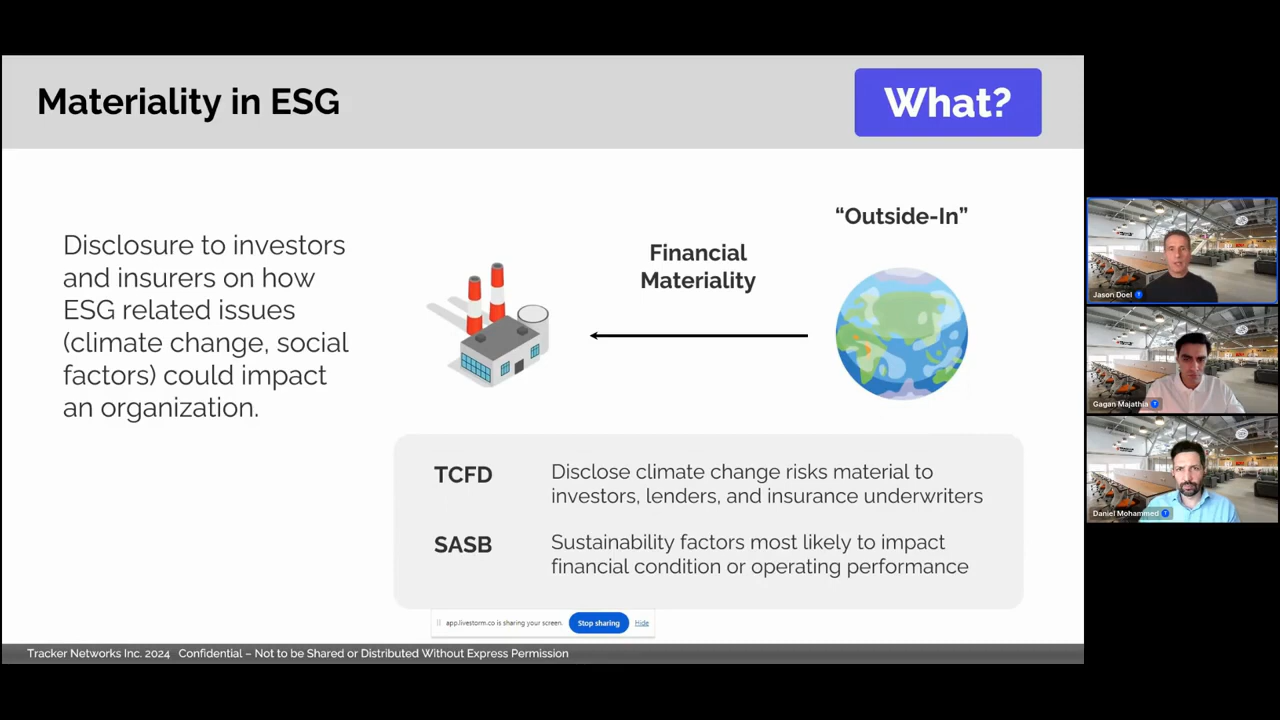 Materiality in ESG
What?
Disclosure to investors
and insurers on how
ESG related issues
(climate change, social
factors) could impact
an organization.
“Outside-In”
Financial
Materiality
TCFD
Disclose climate change risks material to
investors, lenders, and insurance underwriters
SASB
Sustainability factors most likely to impact
financial condition or operating performance
app.livestorm.co is sharing your screen.
Stop sharing
Hide
Tracker Networks Inc. 2024 Confidential – Not to be Shared or Distributed Without Express Permission
Jason Doel
Gagan Majathia
Daniel Mohammed